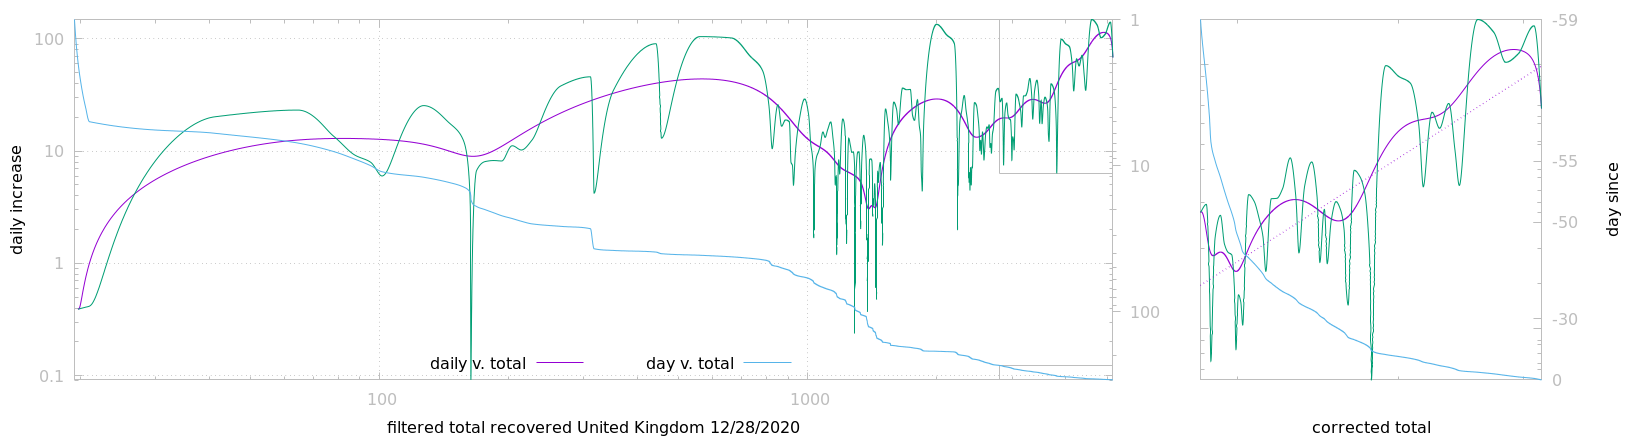 daily increase
100
10
1
0.1
100
1000
1
10
100
daily v. total
day v. total
filtered total recovered United Kingdom 12/28/2020
-59
-55
-50
-30
0
day since
corrected total